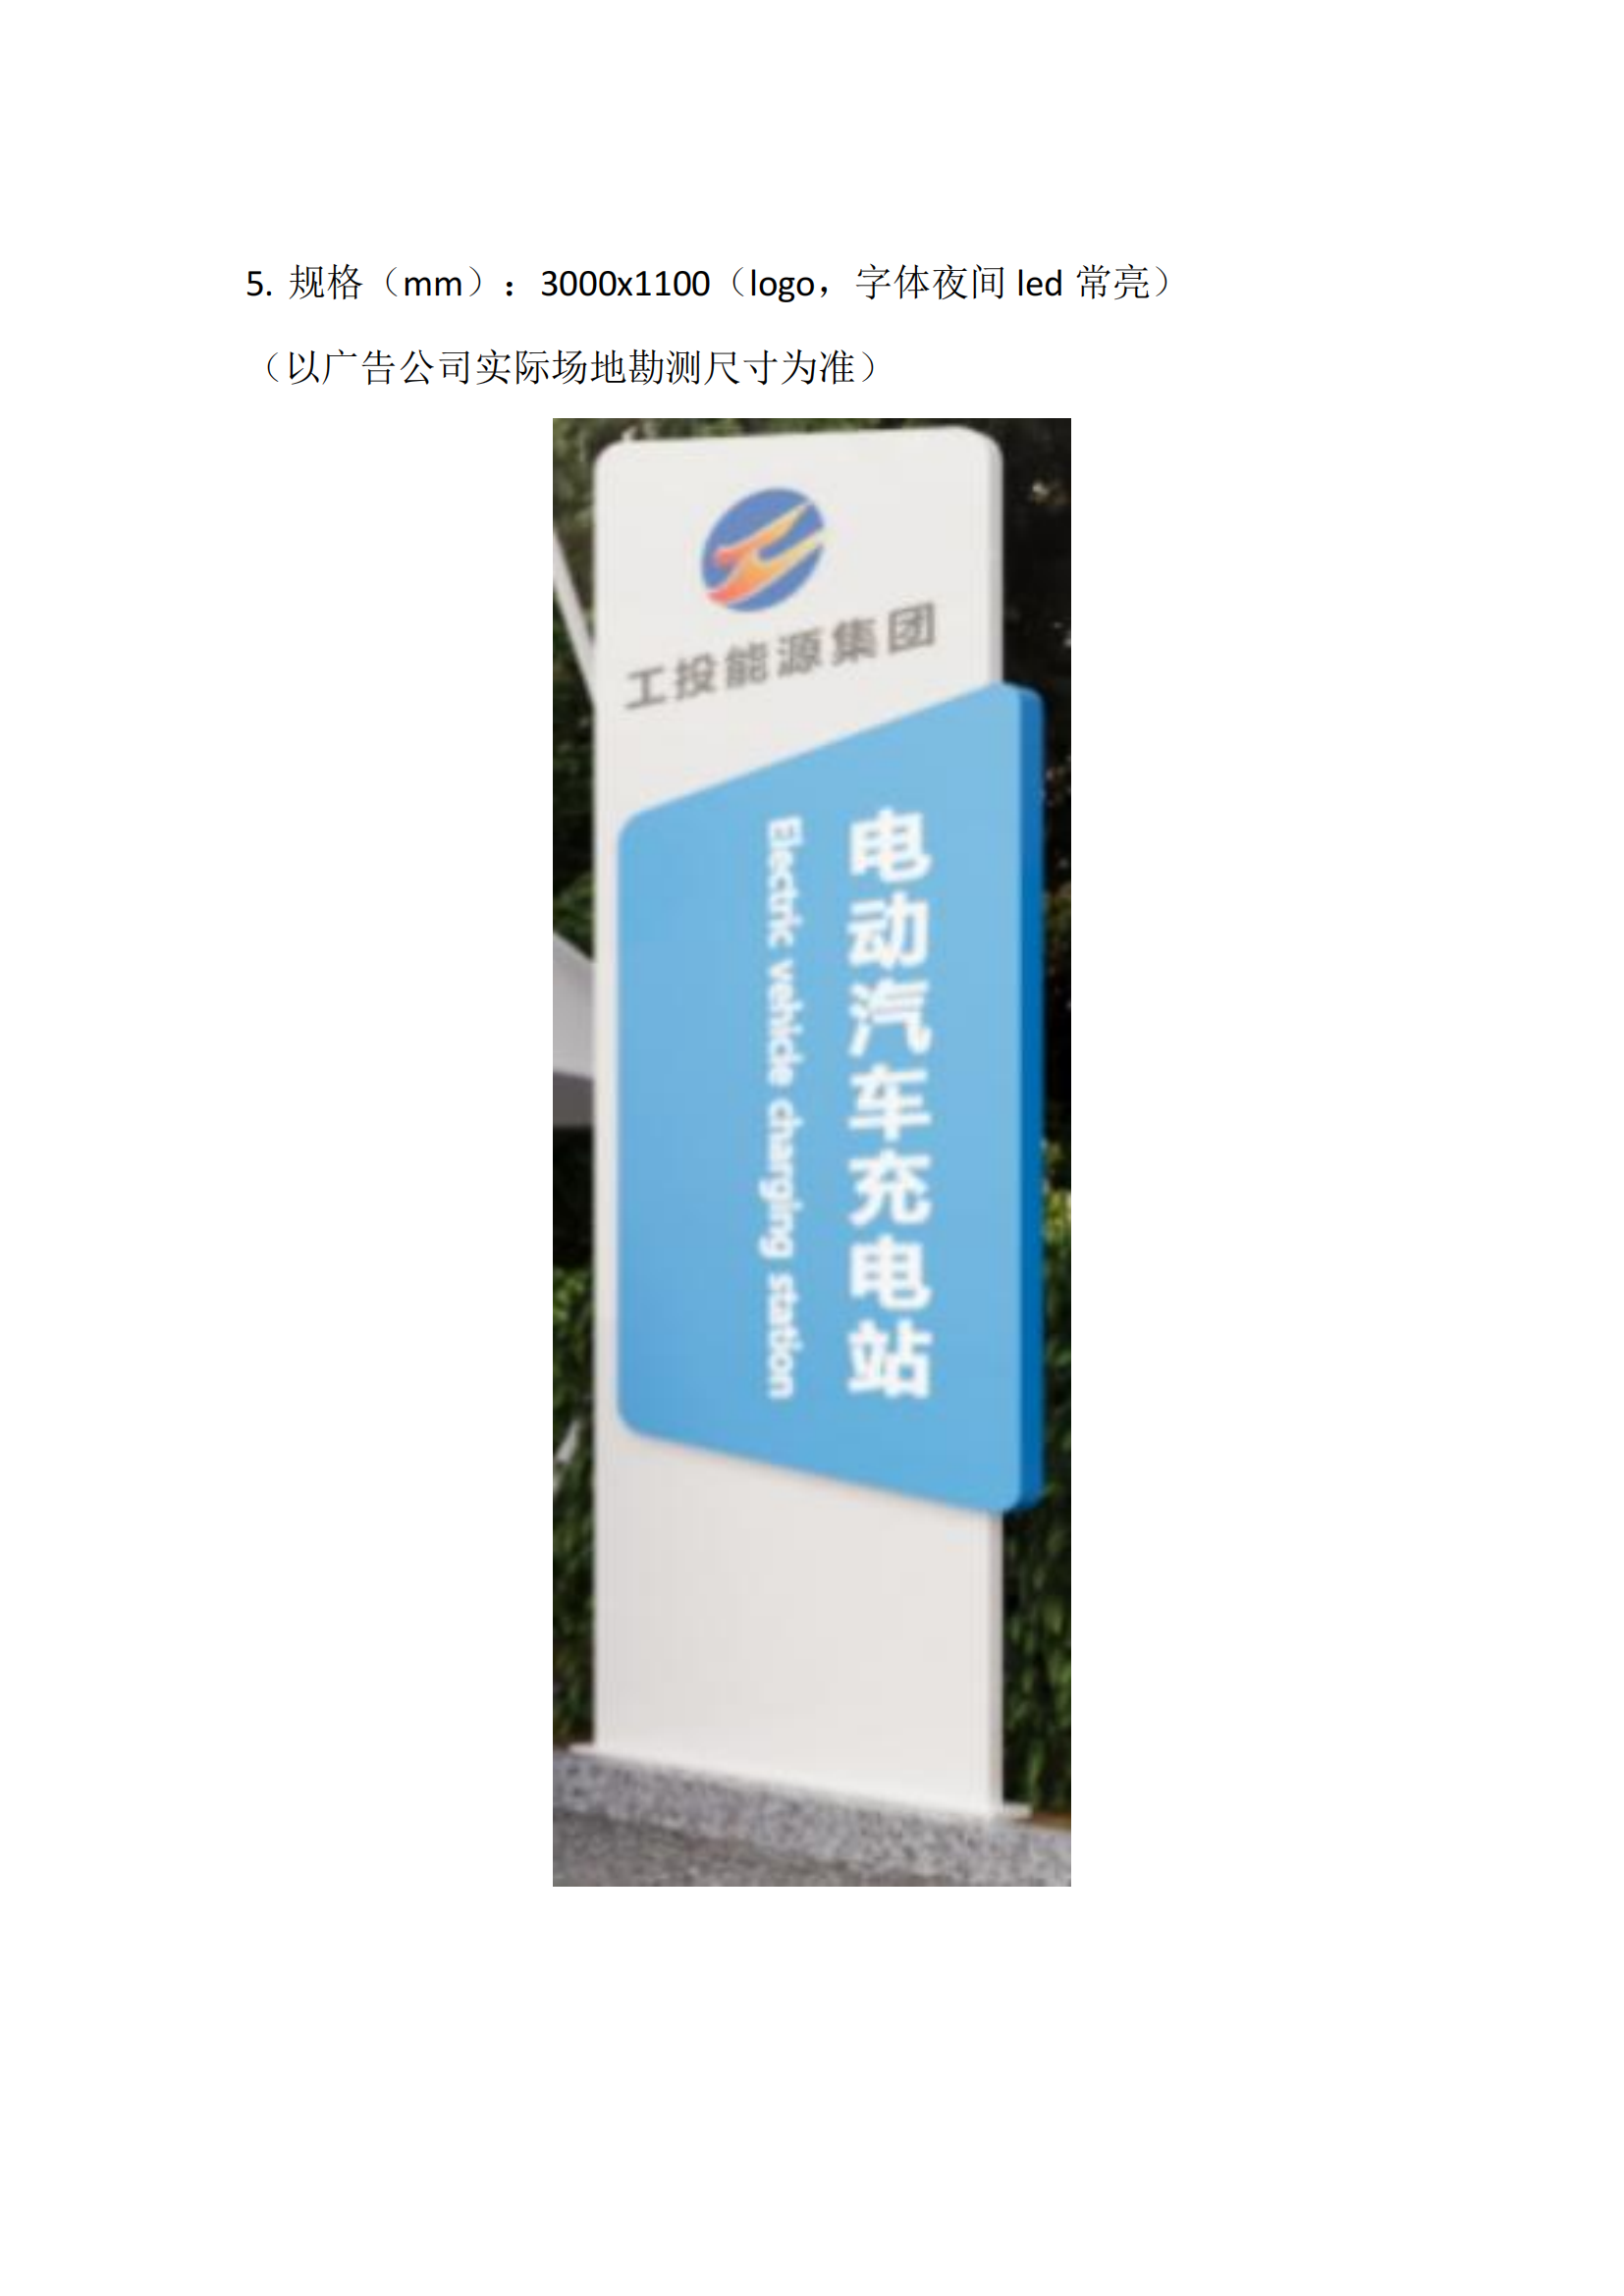 5. 规格（mm）：3000x1100（logo，字体夜间 led 常亮）
（以广告公司实际场地勘测尺寸为准）
工投能源集团
电动汽车充电站
Electric vehicle charging station